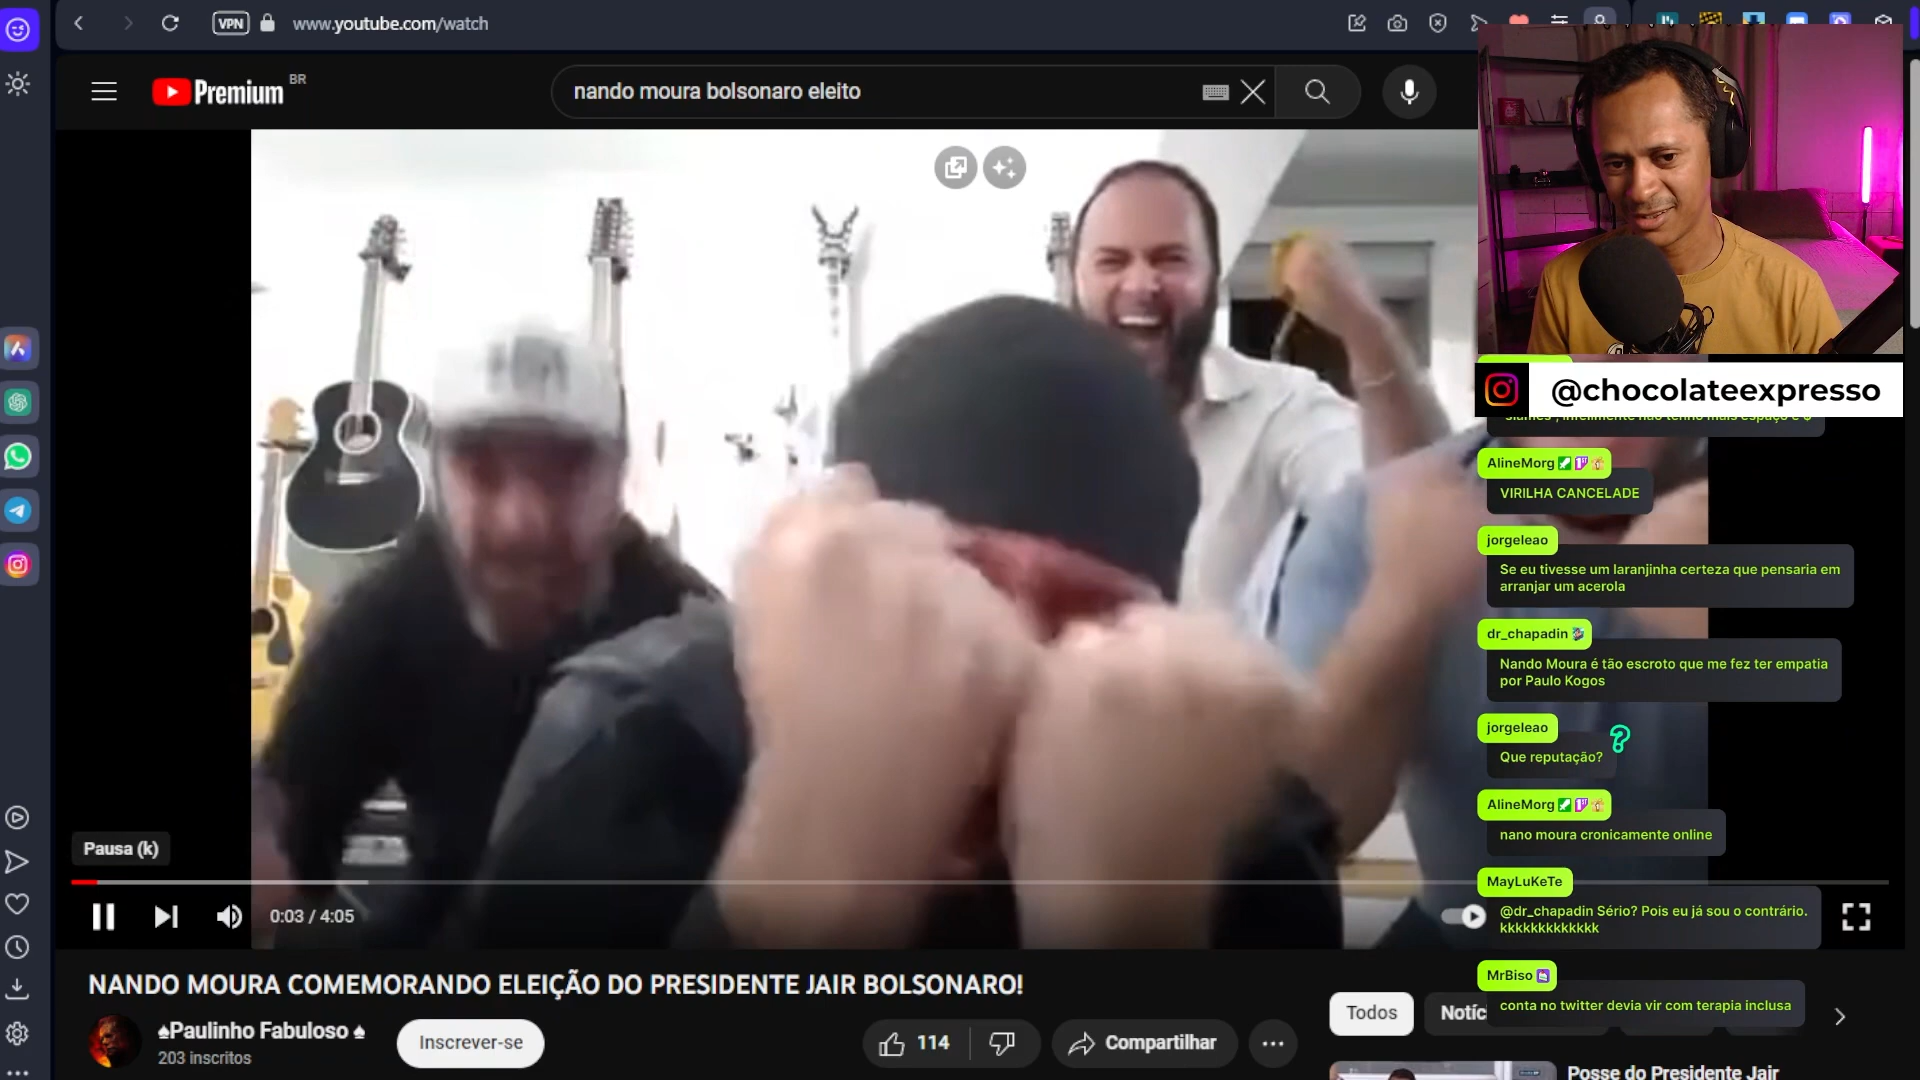 VPN
www.youtube.com/watch
Premium
BR
nando moura bolsonaro eleito
@chocolateexpresso
AlineMorg
VIRILHA CANCELADE
jorgeleao
Se eu tivesse um laranjinha certeza que pensaria em
arranjar um acerola
dr_chapadin
Nando Moura é tão escroto que me fez ter empatia
por Paulo Kogos
jorgeleao
Que reputação?
AlineMorg
nano moura cronicamente online
MayLuKeTe
@dr_chapadin Sério? Pois eu já sou o contrário.
kkkkkkkkkkkkk
MrBiso
conta no twitter devia vir com terapia inclusa
Pausa (k)
0:03 / 4:05
NANDO MOURA COMEMORANDO ELEIÇÃO DO PRESIDENTE JAIR BOLSONARO!
♠Paulinho Fabuloso ♠
203 inscritos
Inscrever-se
114
Compartilhar
Todos
Notíc
Posse do Presidente Jair